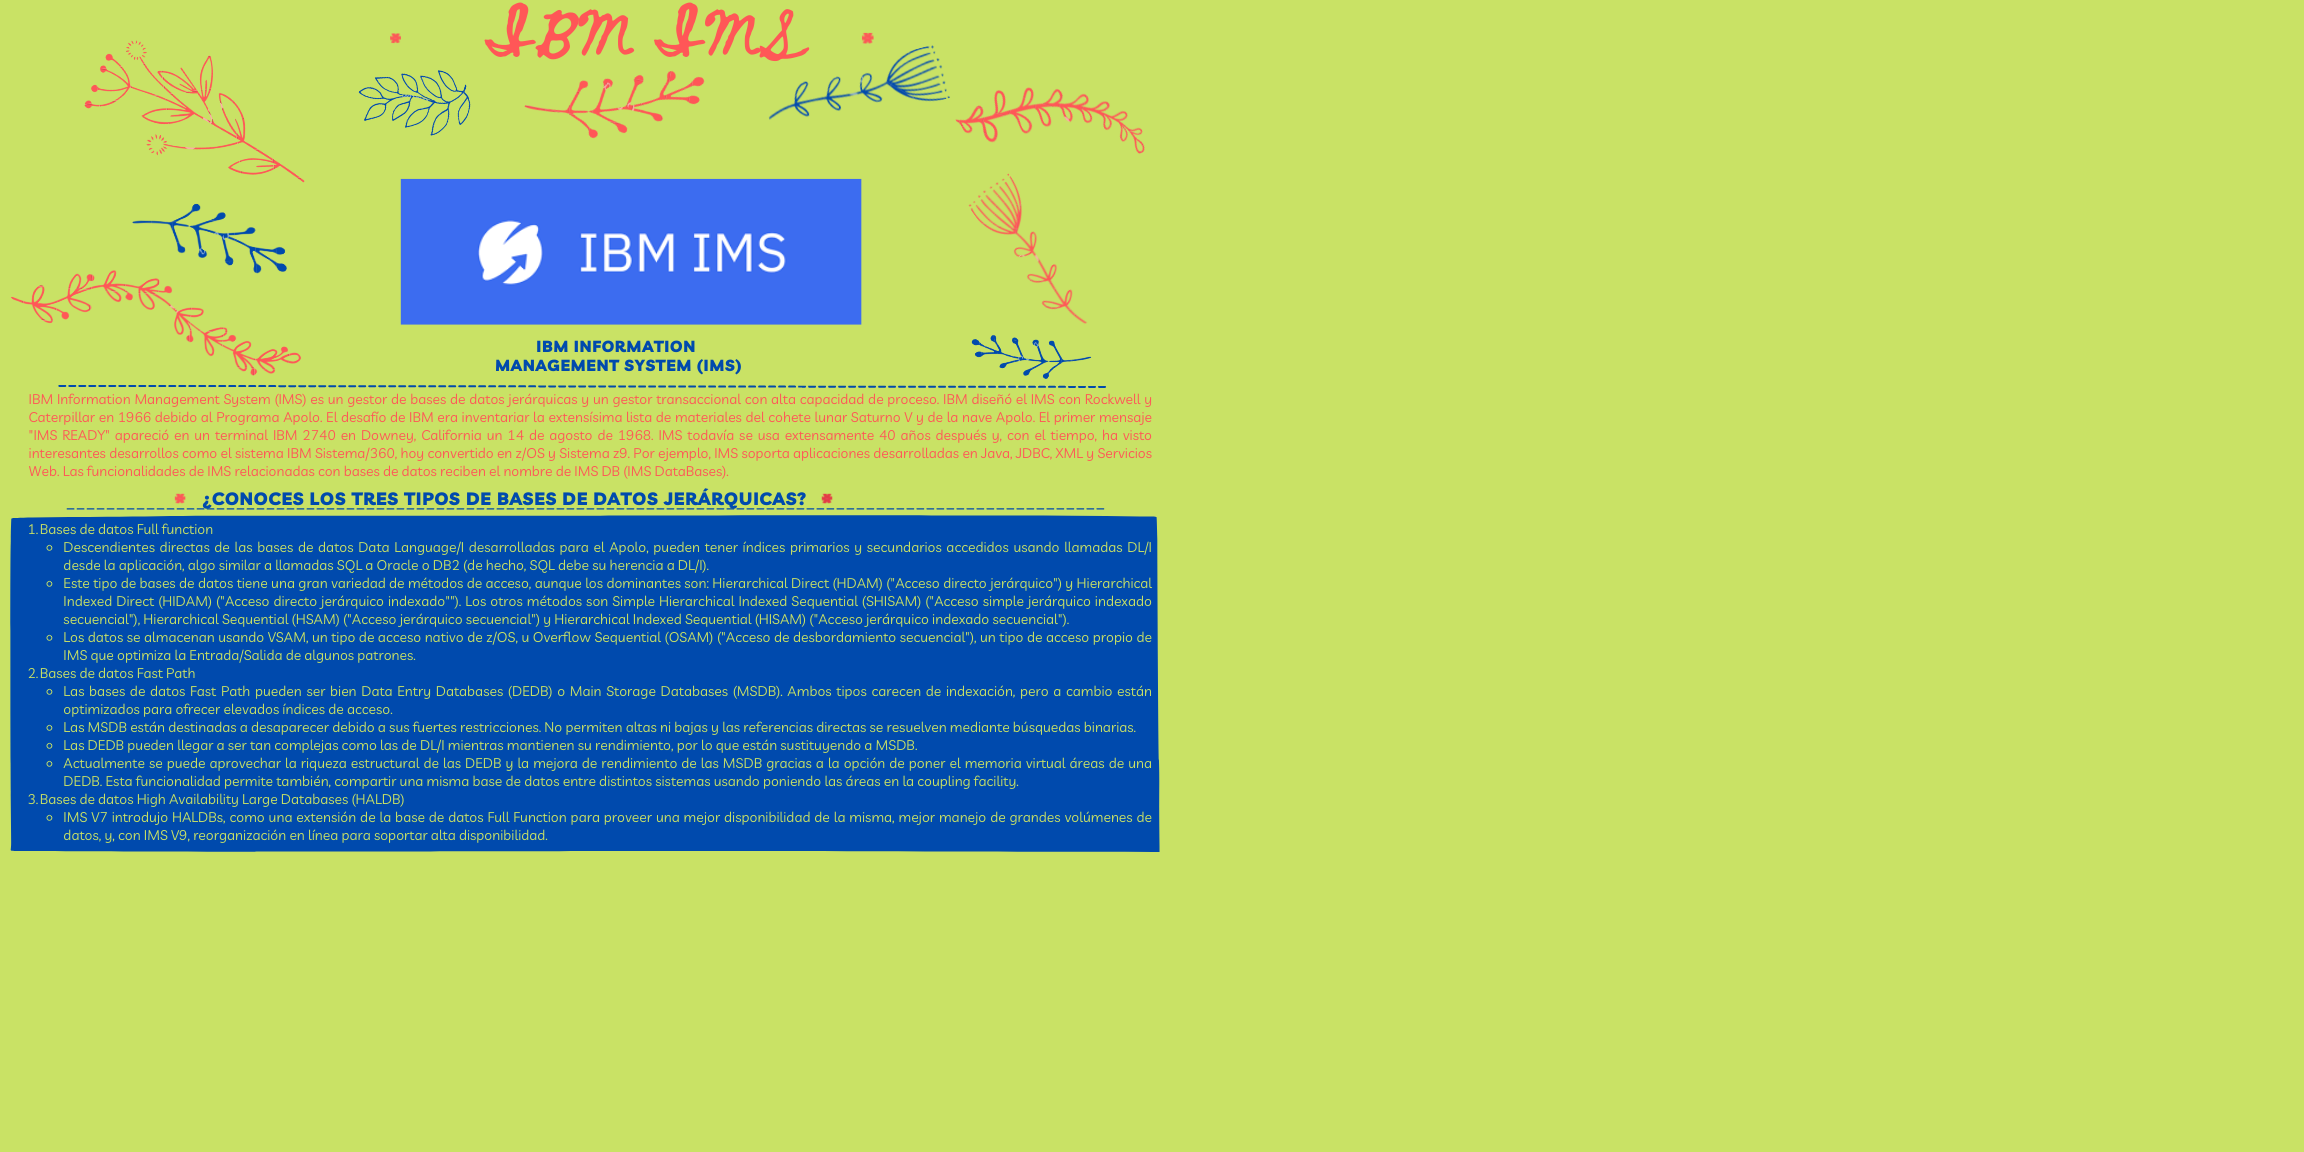 IBM IMS
IBM IMS
IBM INFORMATION
MANAGEMENT SYSTEM (IMS)
IBM Information Management System (IMS) es un gestor de bases de datos jerárquicas y un gestor transaccional con alta capacidad de proceso. IBM diseñó el IMS con Rockwell y
Caterpillar en 1966 debido al Programa Apolo. El desafío de IBM era inventariar la extensísima lista de materiales del cohete lunar Saturno V y de la nave Apolo. El primer mensaje
"IMS READY" apareció en un terminal IBM 2740 en Downey, California un 14 de agosto de 1968. IMS todavía se usa extensamente 40 años después y, con el tiempo, ha visto
interesantes desarrollos como el sistema IBM Sistema/360, hoy convertido en z/OS y Sistema z9. Por ejemplo, IMS soporta aplicaciones desarrolladas en Java, JDBC, XML y Servicios
Web. Las funcionalidades de IMS relacionadas con bases de datos reciben el nombre de IMS DB (IMS DataBases).
¿CONOCES LOS TRES TIPOS DE BASES DE DATOS JERÁRQUICAS?
1. Bases de datos Full function
Descendientes directas de las bases de datos Data Language/I desarrolladas para el Apolo, pueden tener índices primarios y secundarios accedidos usando llamadas DL/I
desde la aplicación, algo similar a llamadas SQL a Oracle o DB2 (de hecho, SQL debe su herencia a DL/I).
Este tipo de bases de datos tiene una gran variedad de métodos de acceso, aunque los dominantes son: Hierarchical Direct (HDAM) ("Acceso directo jerárquico") y Hierarchical
Indexed Direct (HIDAM) ("Acceso directo jerárquico indexado""). Los otros métodos son Simple Hierarchical Indexed Sequential (SHISAM) ("Acceso simple jerárquico indexado
secuencial"), Hierarchical Sequential (HSAM) ("Acceso jerárquico secuencial") y Hierarchical Indexed Sequential (HISAM) ("Acceso jerárquico indexado secuencial").
Los datos se almacenan usando VSAM, un tipo de acceso nativo de z/OS, u Overflow Sequential (OSAM) ("Acceso de desbordamiento secuencial"), un tipo de acceso propio de
IMS que optimiza la Entrada/Salida de algunos patrones.
2. Bases de datos Fast Path
Las bases de datos Fast Path pueden ser bien Data Entry Databases (DEDB) o Main Storage Databases (MSDB). Ambos tipos carecen de indexación, pero a cambio están
optimizados para ofrecer elevados índices de acceso.
Las MSDB están destinadas a desaparecer debido a sus fuertes restricciones. No permiten altas ni bajas y las referencias directas se resuelven mediante búsquedas binarias.
Las DEDB pueden llegar a ser tan complejas como las de DL/I mientras mantienen su rendimiento, por lo que están sustituyendo a MSDB.
Actualmente se puede aprovechar la riqueza estructural de las DEDB y la mejora de rendimiento de las MSDB gracias a la opción de poner el memoria virtual áreas de una
DEDB. Esta funcionalidad permite también, compartir una misma base de datos entre distintos sistemas usando poniendo las áreas en la coupling facility.
3. Bases de datos High Availability Large Databases (HALDB)
IMS V7 introdujo HALDBs, como una extensión de la base de datos Full Function para proveer una mejor disponibilidad de la misma, mejor manejo de grandes volúmenes de
datos, y, con IMS V9, reorganización en línea para soportar alta disponibilidad.